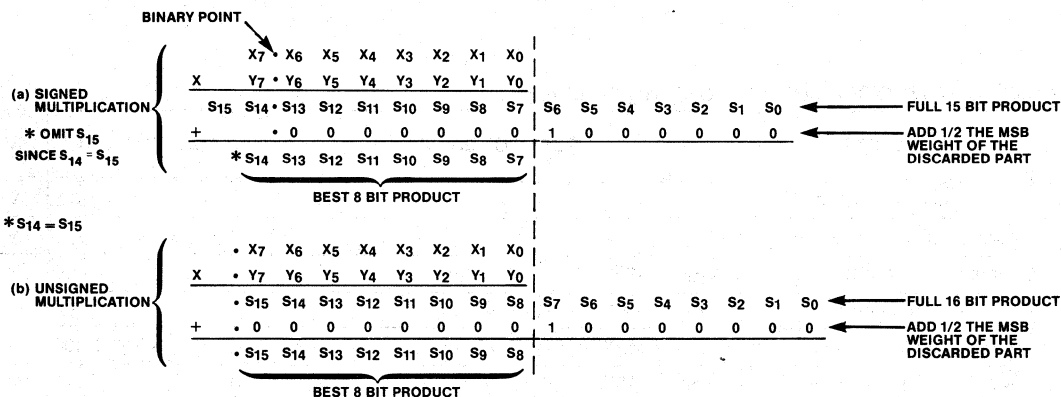 BINARY POINT
X7 • X6 X5 X4 X3 X2 X1 X0
(a) SIGNED MULTIPLICATION
X Y7 • Y6 Y5 Y4 Y3 Y2 Y1 Y0
S15 S14 • S13 S12 S11 S10 S9 S8 S7 S6 S5 S4 S3 S2 S1 S0 FULL 15 BIT PRODUCT
* OMIT S15
SINCE S14 = S15
+ • 0 0 0 0 0 0 0 1 0 0 0 0 0 0 ADD 1/2 THE MSB
WEIGHT OF THE
DISCARDED PART
*S14 S13 S12 S11 S10 S9 S8 S7
BEST 8 BIT PRODUCT
*S14 = S15
• X7 X6 X5 X4 X3 X2 X1 X0
(b) UNSIGNED MULTIPLICATION
X • Y7 Y6 Y5 Y4 Y3 Y2 Y1 Y0
• S15 S14 S13 S12 S11 S10 S9 S8 S7 S6 S5 S4 S3 S2 S1 S0 FULL 16 BIT PRODUCT
+ • 0 0 0 0 0 0 0 0 1 0 0 0 0 0 0 0 ADD 1/2 THE MSB
WEIGHT OF THE
DISCARDED PART
• S15 S14 S13 S12 S11 S10 S9 S8
BEST 8 BIT PRODUCT